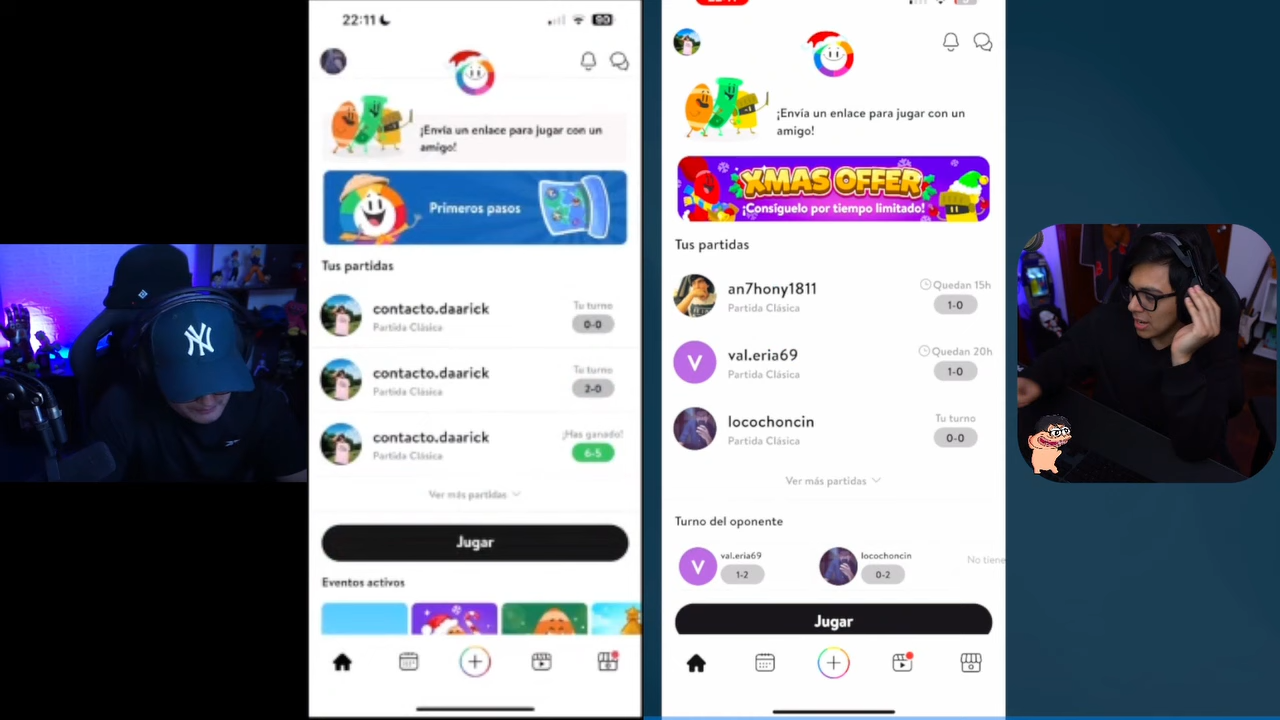 22:11
90
¡Envía un enlace para jugar con un
amigo!
Primeros pasos
Tus partidas
contacto.daarick
Partida Clásica
Tu turno
0-0
contacto.daarick
Partida Clásica
Tu turno
2-0
contacto.daarick
Partida Clásica
¡Has ganado!
6-5
Ver más partidas
Jugar
Eventos activos
¡Envía un enlace para jugar con un
amigo!
XMAS OFFER
¡Consíguelo por tiempo limitado!
Tus partidas
an7hony1811
Partida Clásica
Quedan 15h
1-0
V
val.eria69
Partida Clásica
Quedan 20h
1-0
locochoncin
Partida Clásica
Tu turno
0-0
Ver más partidas
Turno del oponente
V
val.eria69
1-2
locochoncin
0-2
No tiene
Jugar
NY